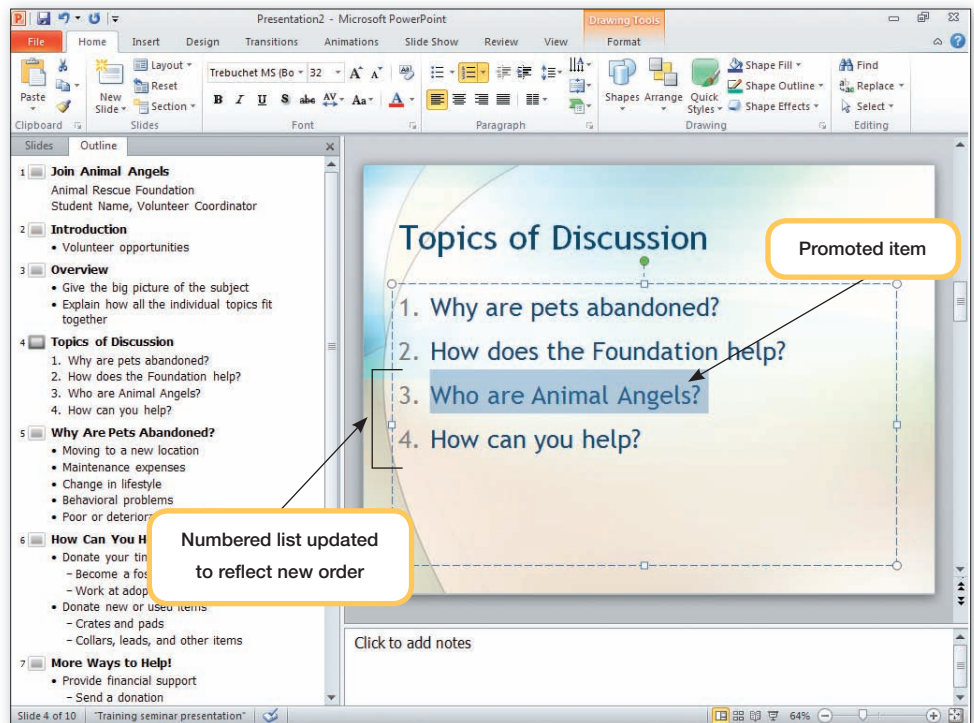 Presentation2 - Microsoft PowerPoint
Drawing Tools
File Home Insert Design Transitions Animations Slide Show Review View Format
Paste
Clipboard
New Slide
Layout
Reset
Section
Slides
Trebuchet MS (Bo 32
B I U S abc AV Aa A
Font
Paragraph
Shapes
Arrange
Quick Styles
Shape Fill
Shape Outline
Shape Effects
Drawing
Find
Replace
Select
Editing
Slides Outline
1 Join Animal Angels
Animal Rescue Foundation
Student Name, Volunteer Coordinator
2 Introduction
• Volunteer opportunities
3 Overview
• Give the big picture of the subject
• Explain how all the individual topics fit
together
4 Topics of Discussion
1. Why are pets abandoned?
2. How does the Foundation help?
3. Who are Animal Angels?
4. How can you help?
5 Why Are Pets Abandoned?
• Moving to a new location
• Maintenance expenses
• Change in lifestyle
• Behavioral problems
• Poor or
6 How Can You
• Donate your
– Become a
– Work at
• Donate new or used items
– Crates and pads
– Collars, leads, and other items
7 More Ways to Help!
• Provide financial support
– Send a donation
Topics of Discussion
1. Why are pets abandoned?
2. How does the Foundation help?
3. Who are Animal Angels?
4. How can you help?
Promoted item
Numbered list updated
to reflect new order
Click to add notes
Slide 4 of 10 "Training seminar presentation" 64%